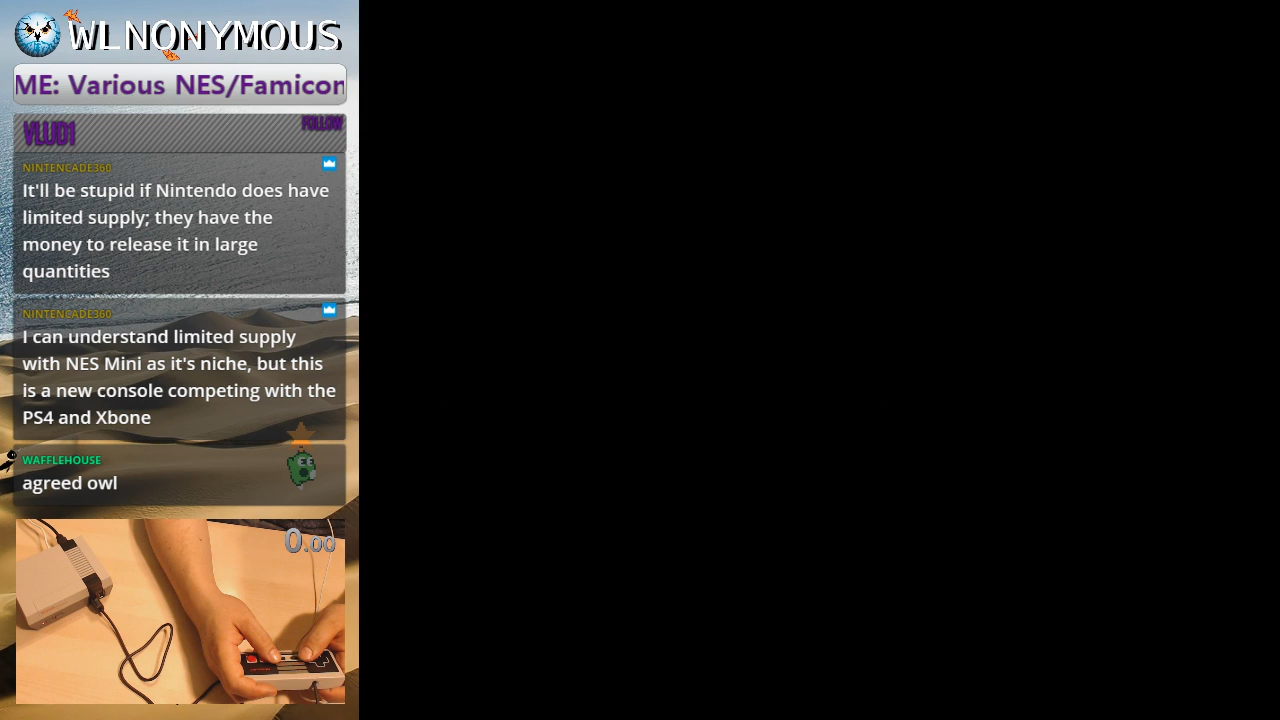 WLNONYMOUS
ME: Various NES/Famicom
VLUD1
FOLLOW
NINTENCADE360
It'll be stupid if Nintendo does have
limited supply; they have the
money to release it in large
quantities
NINTENCADE360
I can understand limited supply
with NES Mini as it's niche, but this
is a new console competing with the
PS4 and Xbone
WAFFLEHOUSE
agreed owl
0.00